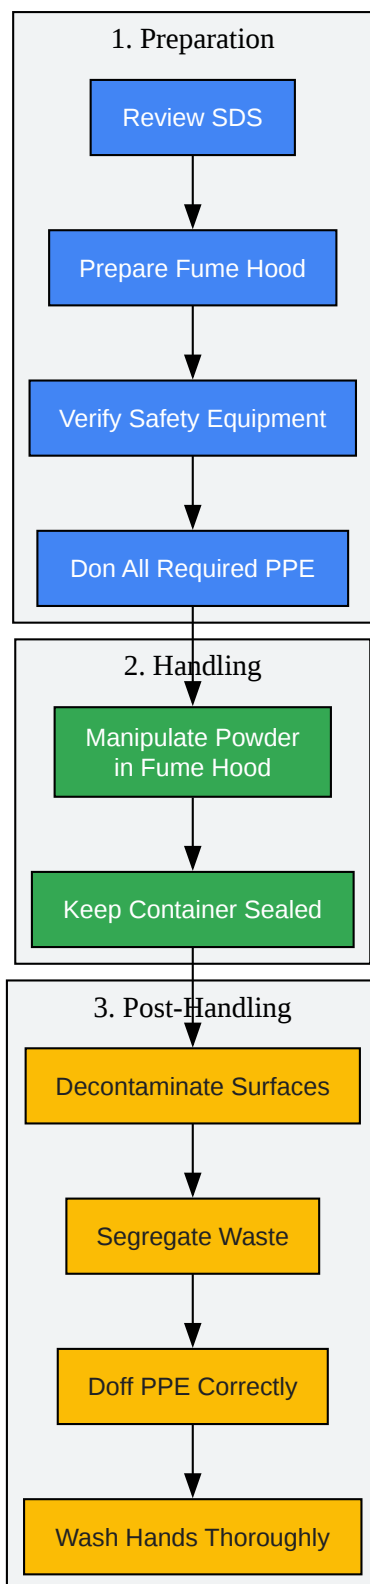 1. Preparation
Review SDS
Prepare Fume Hood
Verify Safety Equipment
Don All Required PPE
2. Handling
Manipulate Powder
in Fume Hood
Keep Container Sealed
3. Post-Handling
Decontaminate Surfaces
Segregate Waste
Doff PPE Correctly
Wash Hands Thoroughly